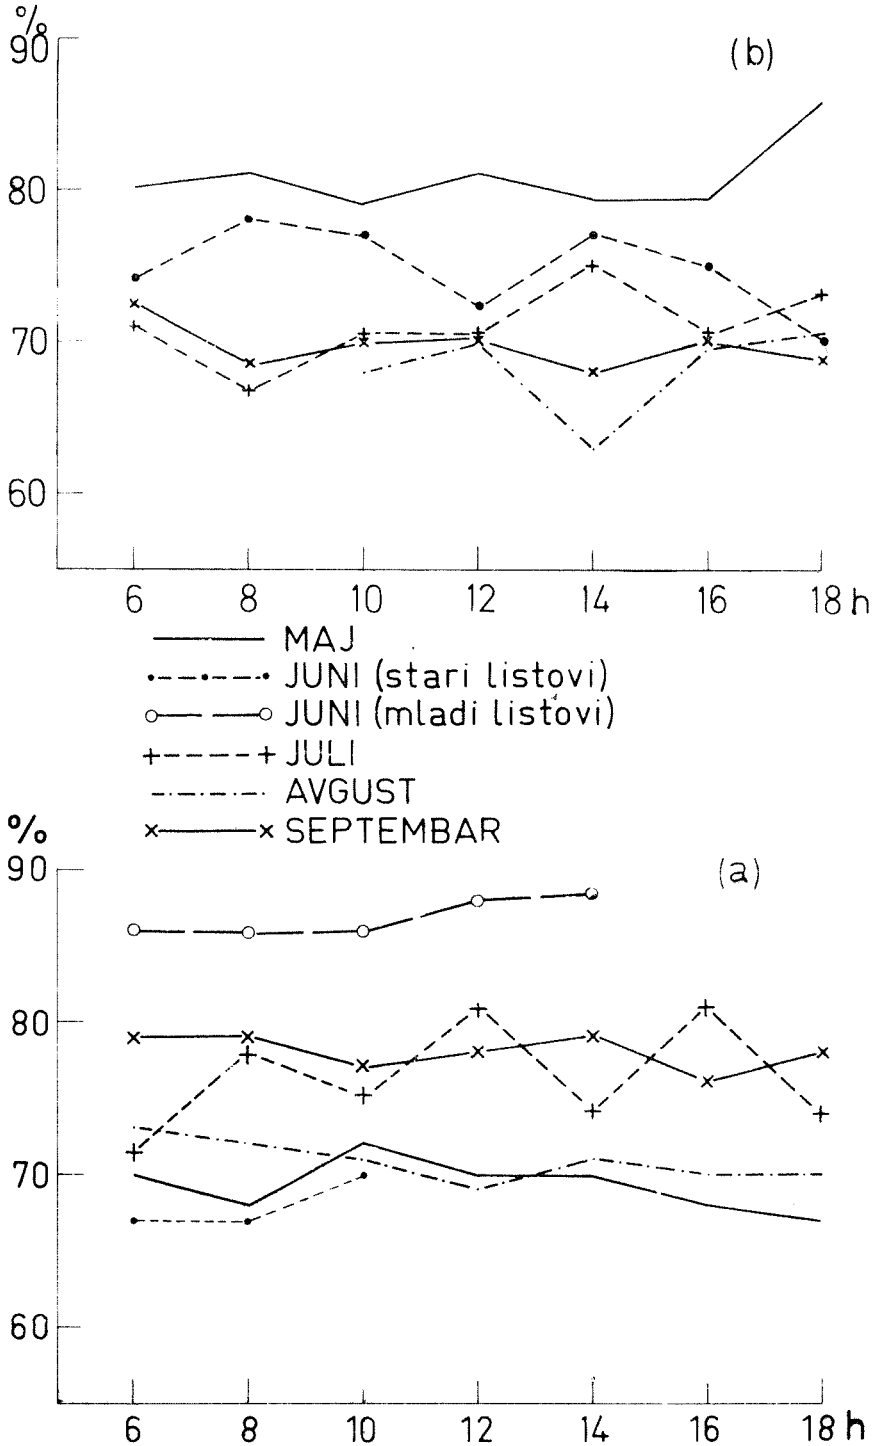 %
90
(b)
80
70
60
6 8 10 12 14 16 18 h
MAJ
JUNI (stari listovi)
JUNI (mladi listovi)
JULI
AVGUST
SEPTEMBAR
%
90
(a)
80
70
60
6 8 10 12 14 16 18 h